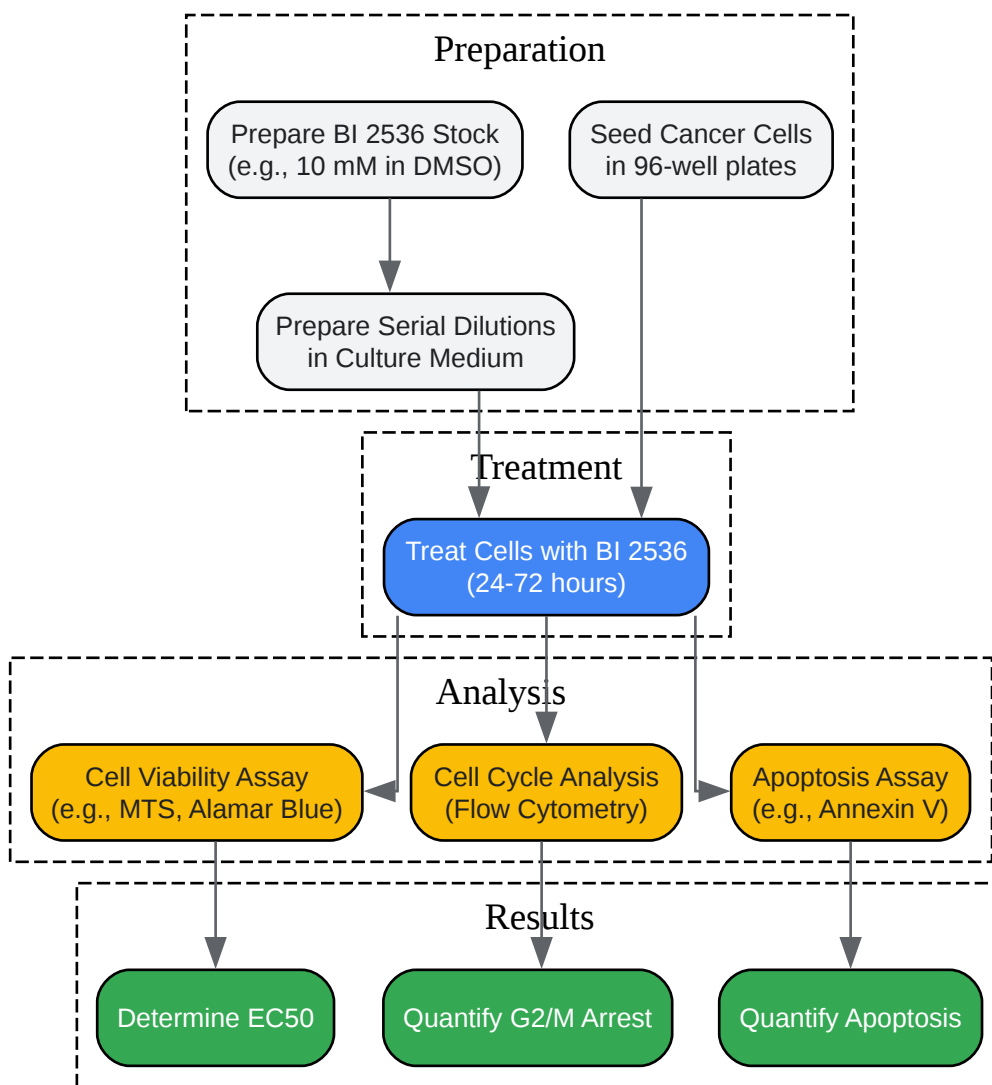 Preparation
Prepare BI 2536 Stock
(e.g., 10 mM in DMSO)
Seed Cancer Cells
in 96-well plates
Prepare Serial Dilutions
in Culture Medium
Treatment
Treat Cells with BI 2536
(24-72 hours)
Analysis
Cell Viability Assay
(e.g., MTS, Alamar Blue)
Cell Cycle Analysis
(Flow Cytometry)
Apoptosis Assay
(e.g., Annexin V)
Results
Determine EC50
Quantify G2/M Arrest
Quantify Apoptosis